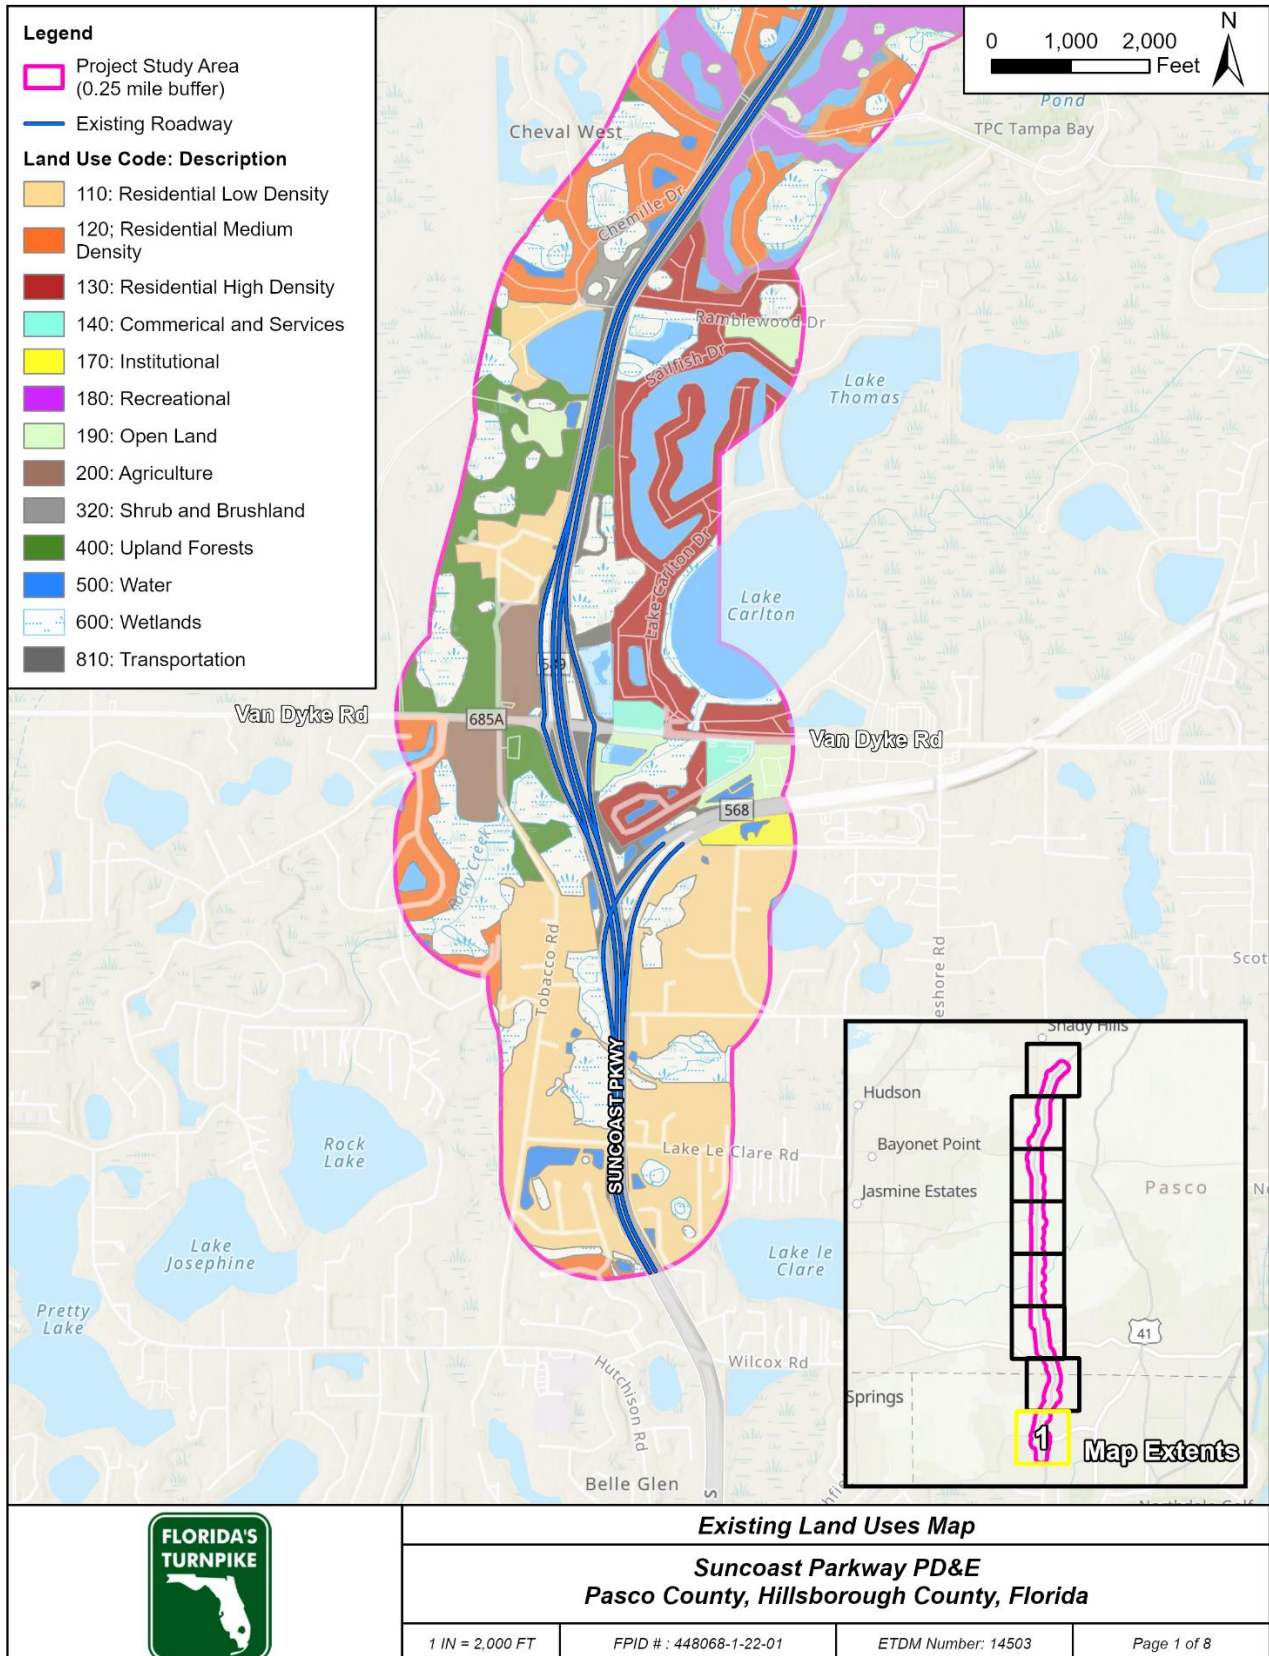 Legend
Project Study Area
(0.25 mile buffer)
Existing Roadway
Land Use Code: Description
110: Residential Low Density
120; Residential Medium
Density
130: Residential High Density
140: Commerical and Services
170: Institutional
180: Recreational
190: Open Land
200: Agriculture
320: Shrub and Brushland
400: Upland Forests
500: Water
600: Wetlands
810: Transportation
0 1,000 2,000
Feet
N
Pond
TPC Tampa Bay
Cheval West
Chemille Dr
Ramblewood Dr
Sailfish Dr
Lake
Thomas
Lake Carlton Dr
Lake
Carlton
589
Van Dyke Rd
685A
Van Dyke Rd
568
Rocky Creek
Tobacco Rd
eshore Rd
Scot
SUNCOAST PKWY
Lake Le Clare Rd
Rock
Lake
Lake
Josephine
Lake le
Clare
Pretty
Lake
Wilcox Rd
Hutchison Rd
Belle Glen
S
Shady Hills
Hudson
Bayonet Point
Jasmine Estates
Pasco
41
Springs
1
Map Extents
FLORIDA'S
TURNPIKE
Existing Land Uses Map
Suncoast Parkway PD&E
Pasco County, Hillsborough County, Florida
1 IN = 2,000 FT
FPID # : 448068-1-22-01
ETDM Number: 14503
Page 1 of 8